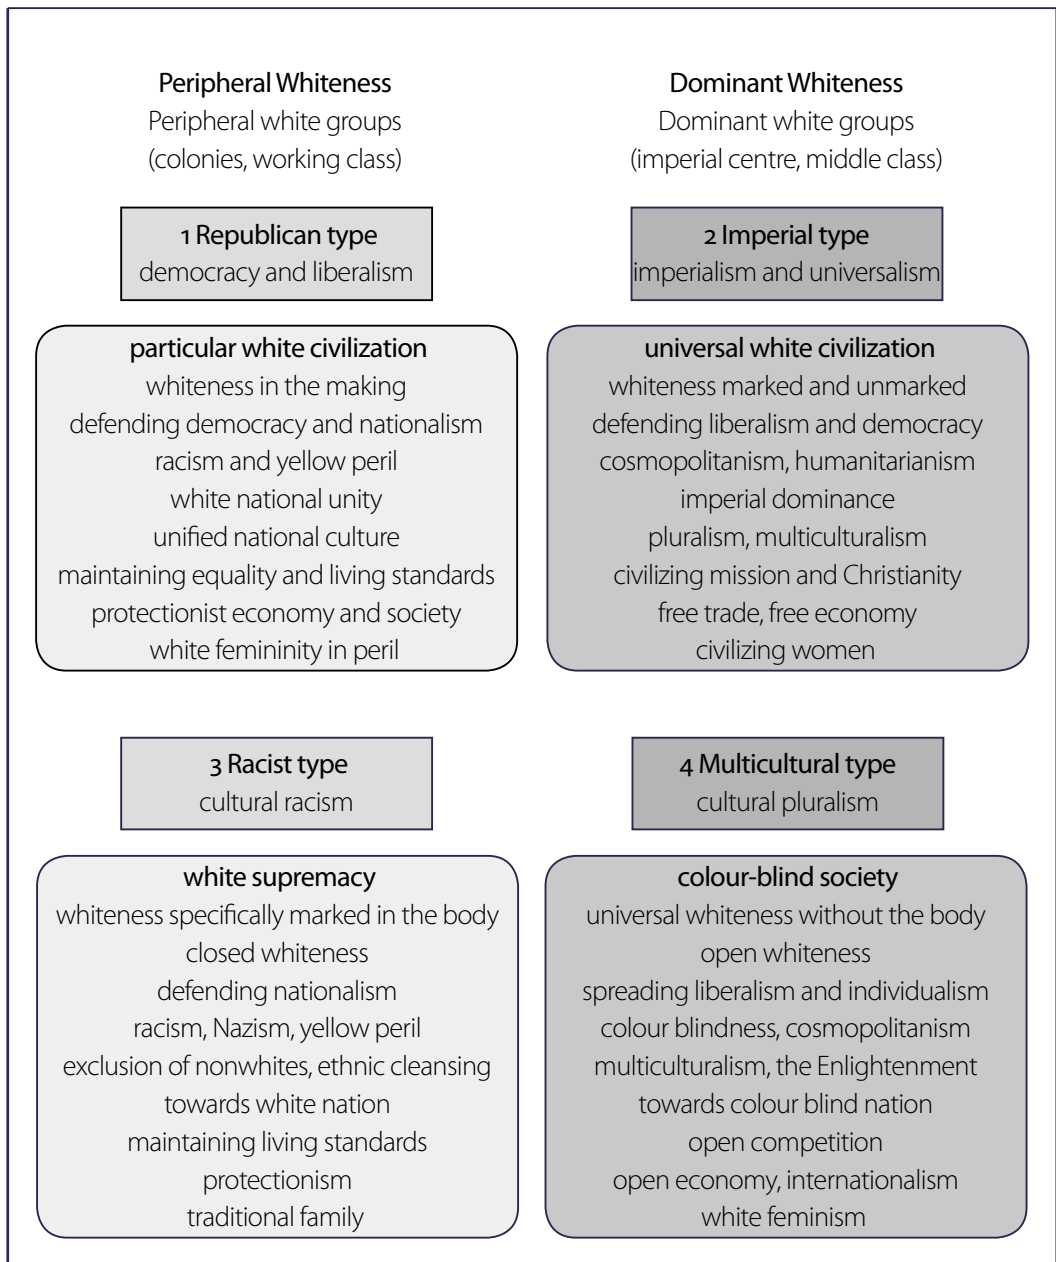 Peripheral Whiteness
Peripheral white groups
(colonies, working class)
1 Republican type
democracy and liberalism
particular white civilization
whiteness in the making
defending democracy and nationalism
racism and yellow peril
white national unity
unified national culture
maintaining equality and living standards
protectionist economy and society
white femininity in peril
3 Racist type
cultural racism
white supremacy
whiteness specifically marked in the body
closed whiteness
defending nationalism
racism, Nazism, yellow peril
exclusion of nonwhites, ethnic cleansing
towards white nation
maintaining living standards
protectionism
traditional family
Dominant Whiteness
Dominant white groups
(imperial centre, middle class)
2 Imperial type
imperialism and universalism
universal white civilization
whiteness marked and unmarked
defending liberalism and democracy
cosmopolitanism, humanitarianism
imperial dominance
pluralism, multiculturalism
civilizing mission and Christianity
free trade, free economy
civilizing women
4 Multicultural type
cultural pluralism
colour-blind society
universal whiteness without the body
open whiteness
spreading liberalism and individualism
colour blindness, cosmopolitanism
multiculturalism, the Enlightenment
towards colour blind nation
open competition
open economy, internationalism
white feminism